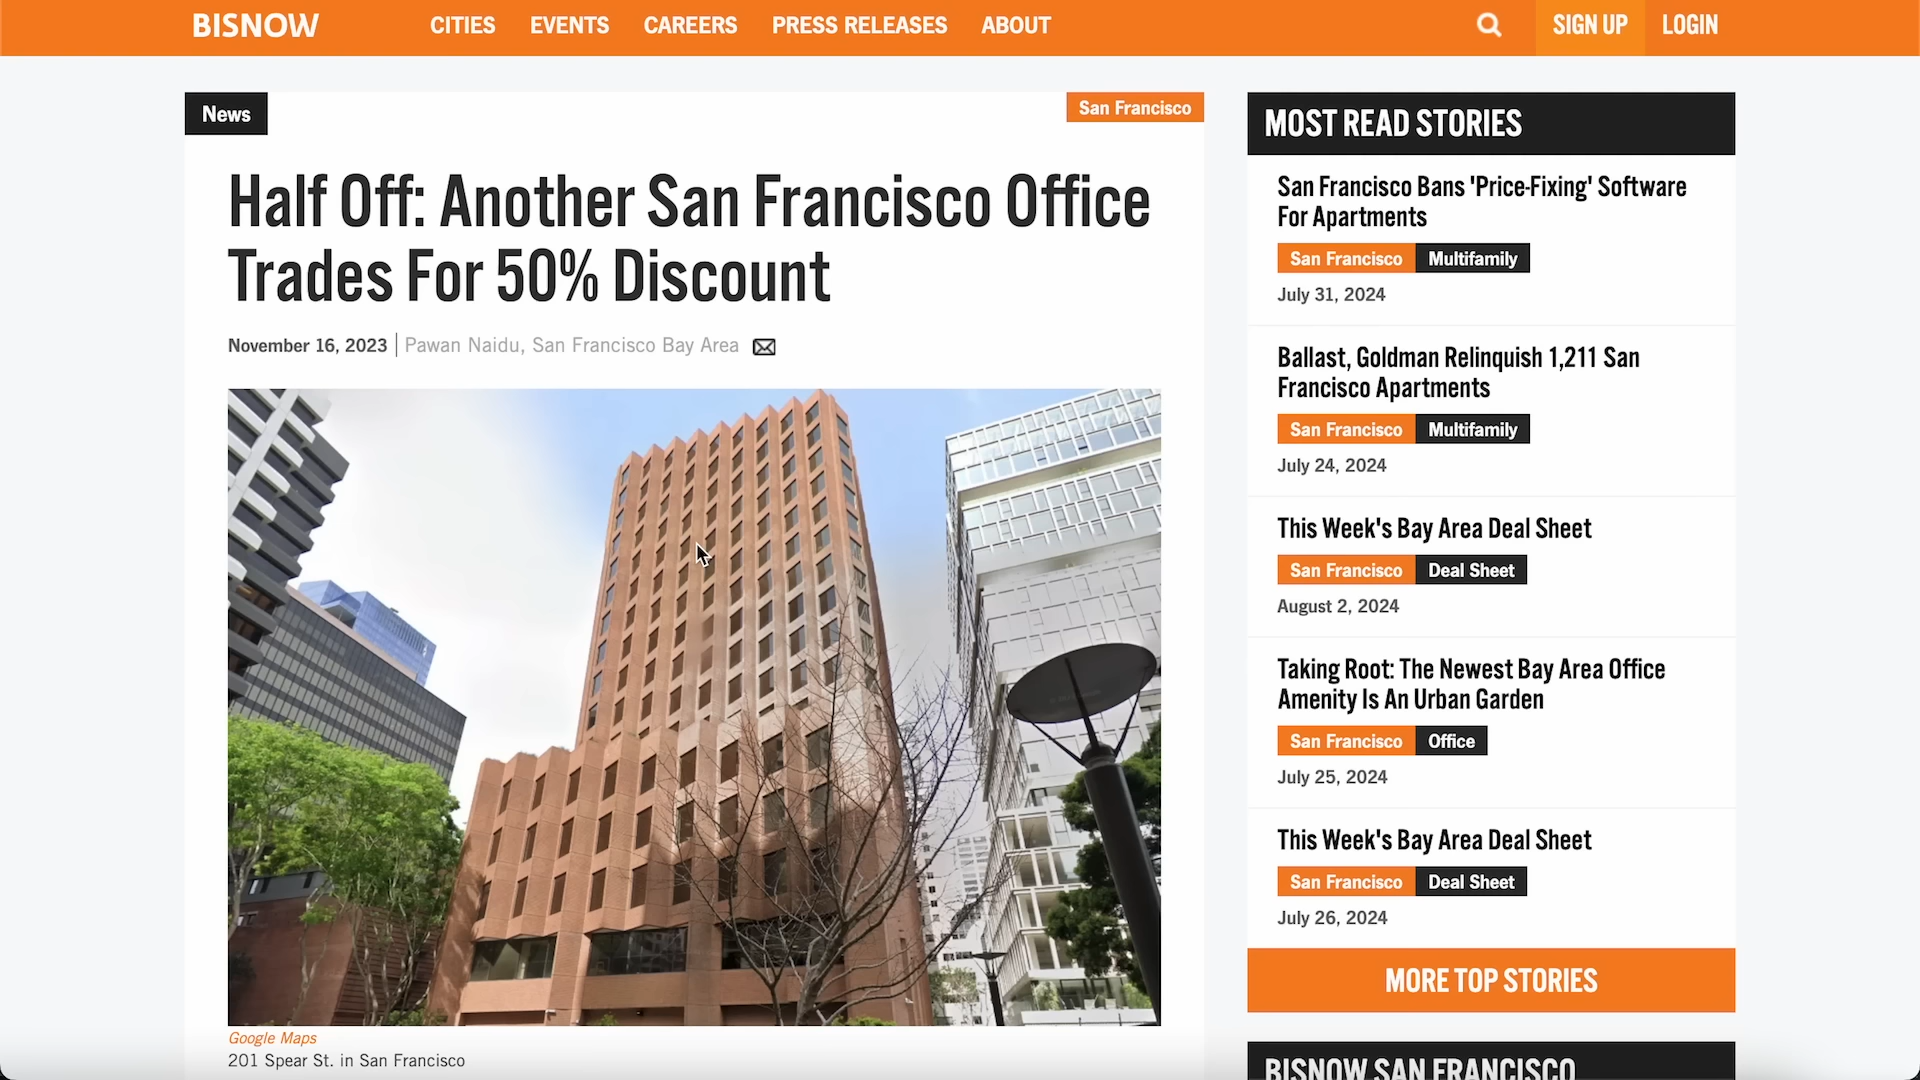 BISNOW
CITIES EVENTS CAREERS PRESS RELEASES ABOUT
SIGN UP LOGIN
News
San Francisco
Half Off: Another San Francisco Office
Trades For 50% Discount
November 16, 2023 | Pawan Naidu, San Francisco Bay Area
Google Maps
201 Spear St. in San Francisco
MOST READ STORIES
San Francisco Bans 'Price-Fixing' Software
For Apartments
San Francisco Multifamily
July 31, 2024
Ballast, Goldman Relinquish 1,211 San
Francisco Apartments
San Francisco Multifamily
July 24, 2024
This Week's Bay Area Deal Sheet
San Francisco Deal Sheet
August 2, 2024
Taking Root: The Newest Bay Area Office
Amenity Is An Urban Garden
San Francisco Office
July 25, 2024
This Week's Bay Area Deal Sheet
San Francisco Deal Sheet
July 26, 2024
MORE TOP STORIES
BISNOW SAN FRANCISCO